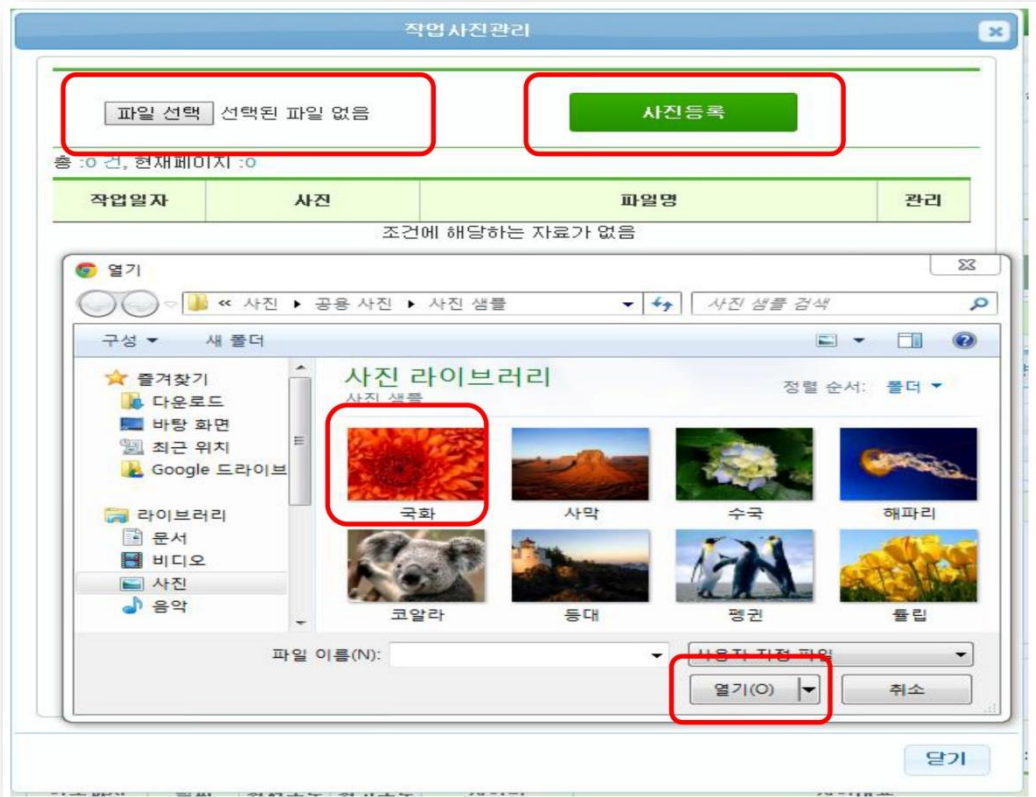 작업사진관리
파일 선택 선택된 파일 없음
사진등록
총 :0 건, 현재페이지 :0
작업일자 사진 파일명 관리
조건에 해당하는 자료가 없음
열기
« 사진 ▸ 공용 사진 ▸ 사진 샘플
사진 샘플 검색
구성 새 폴더
즐겨찾기
다운로드
바탕 화면
최근 위치
Google 드라이브
라이브러리
문서
비디오
사진
음악
사진 라이브러리
사진 샘플
정렬 순서: 폴더
국화 사막 수국 해파리
코알라 등대 펭귄 튤립
파일 이름(N):
사용자 지정 파일
열기(O) 취소
닫기